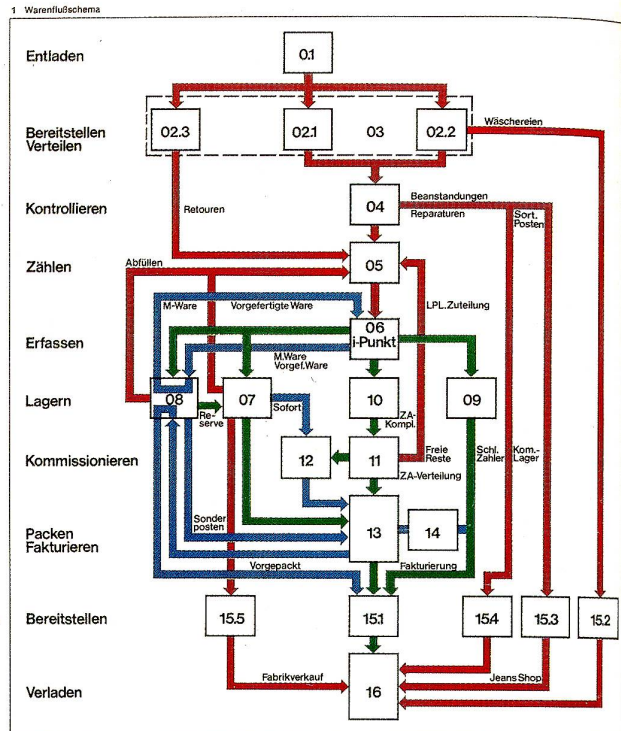 1 Warenflußschema
Entladen
0.1
Bereitstellen
Verteilen
02.3
02.1
03
02.2
Wäschereien
Kontrollieren
Retouren
04
Beanstandungen
Reparaturen
Sort.
Posten
Zählen
Abfüllen
05
M-Ware
Vorgefertigte Ware
LPL.Zuteilung
Erfassen
06
i-Punkt
M.Ware
Vorgef.Ware
Lagern
08
Re-
serve
07
Sofort
10
ZA-
Kompl.
09
Kommissionieren
12
11
Freie
Reste
Schl.
Zahler
Kom.-
Lager
ZA-Verteilung
Packen
Fakturieren
Sonder
posten
13
14
Vorgepackt
Fakturierung
Bereitstellen
15.5
15.1
15.4
15.3
15.2
Verladen
Fabrikverkauf
16
Jeans Shop